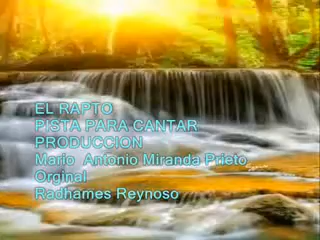 EL RAPTO
PISTA PARA CANTAR
PRODUCCION
Mario Antonio Miranda Prieto
Orginal
Radhames Reynoso